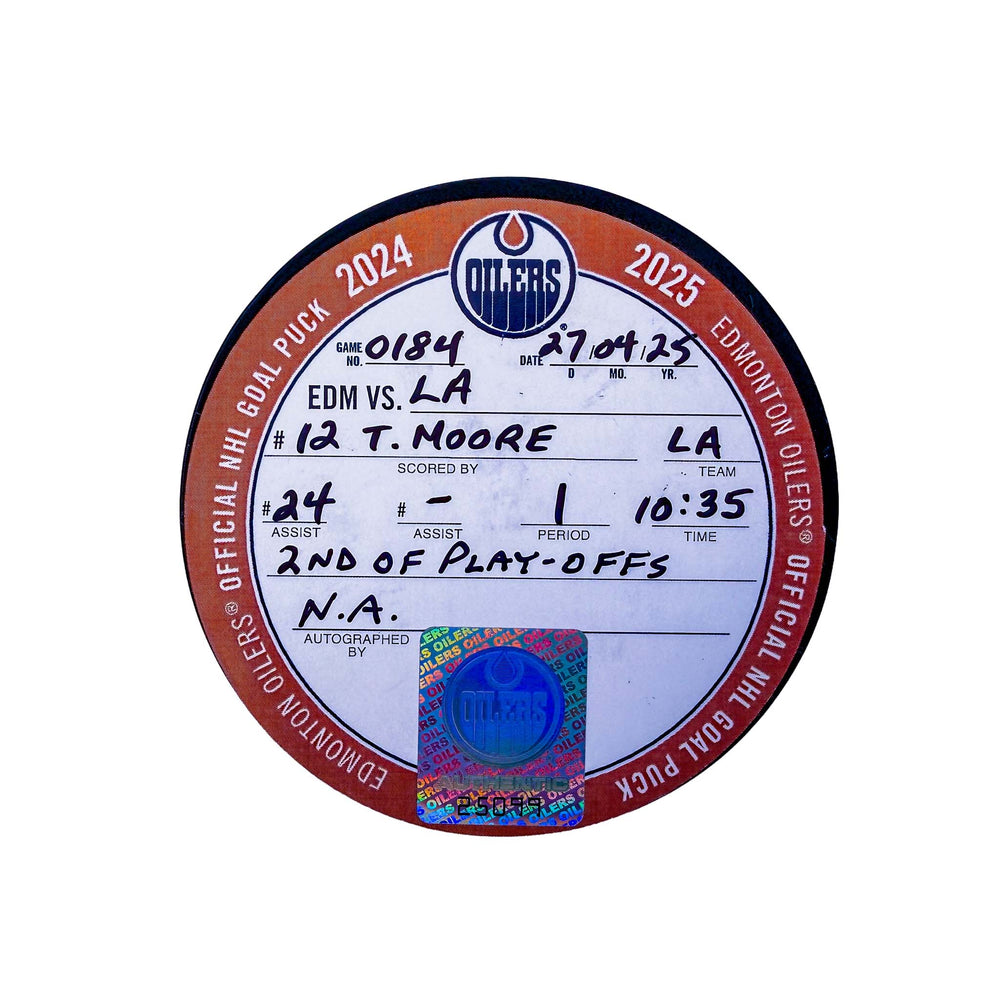 2024
2025
OILERS
EDMONTON OILERS® OFFICIAL NHL GOAL PUCK
EDMONTON OILERS® OFFICIAL NHL GOAL PUCK
GAME NO. 0184 DATE 27/04/25
D MO. YR.
EDM VS. LA
#12 T. MOORE LA
SCORED BY TEAM
#24 #- 1 10:35
ASSIST ASSIST PERIOD TIME
2ND OF PLAY-OFFS
N.A.
AUTOGRAPHED BY
OILERS
AUTHENTIC